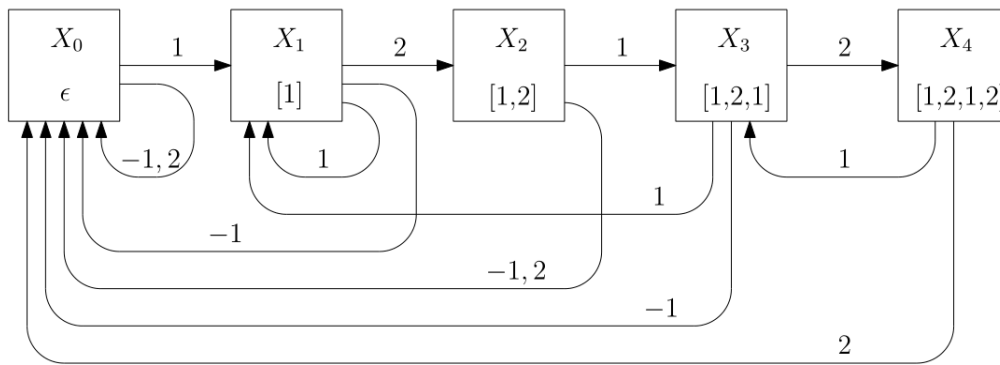 X₀ 1 X₁ 2 X₂ 1 X₃ 2 X₄
ϵ [1] [1,2] [1,2,1] [1,2,1,2]
−1, 2 1 1
1
−1
−1, 2
−1
2